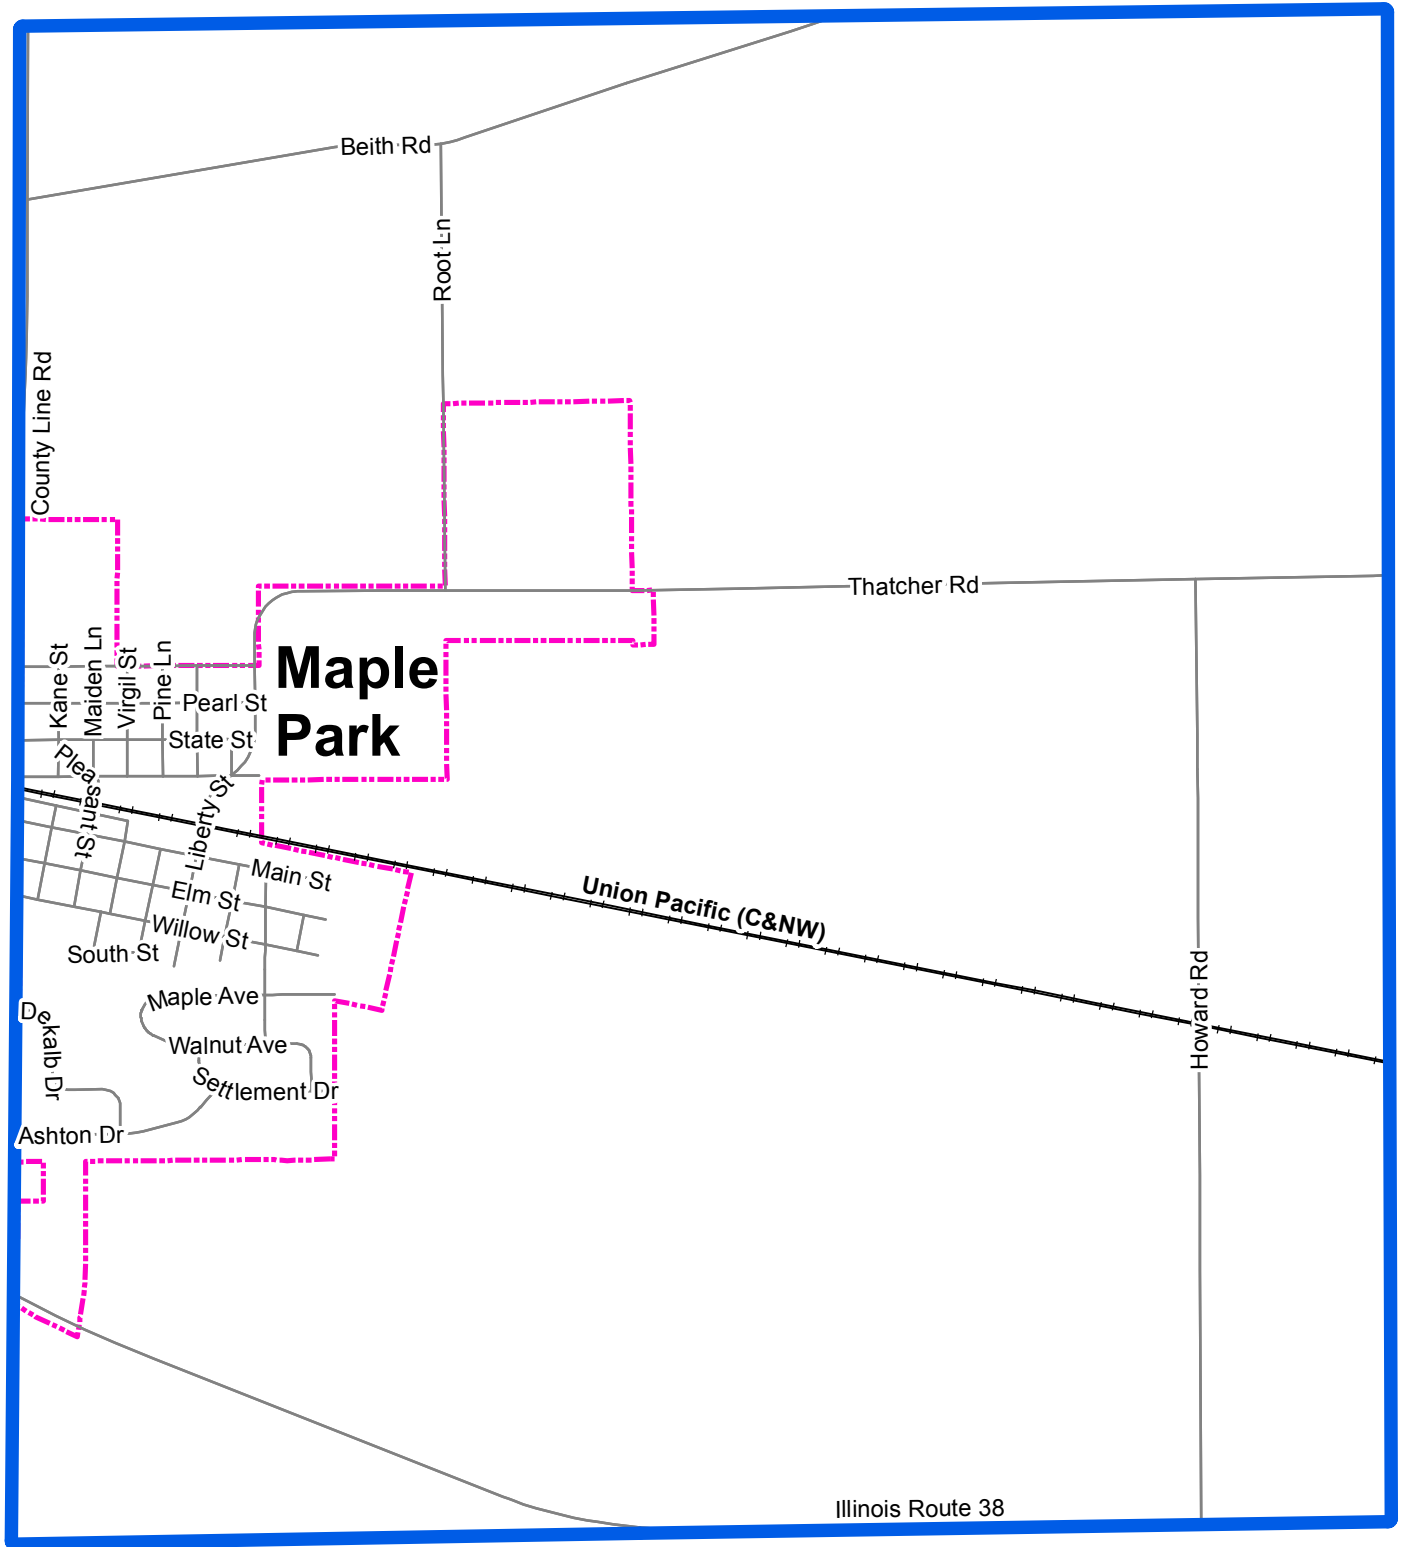 Beith Rd
Root Ln
County Line Rd
Thatcher Rd
Kane St
Maiden Ln
Virgil St
Pine Ln
Maple
Park
Pearl St
State St
Pleasant St
Liberty St
Main St
Elm St
Willow St
South St
Union Pacific (C&NW)
Howard Rd
Maple Ave
Dekalb Dr
Walnut Ave
Settlement Dr
Ashton Dr
Illinois Route 38